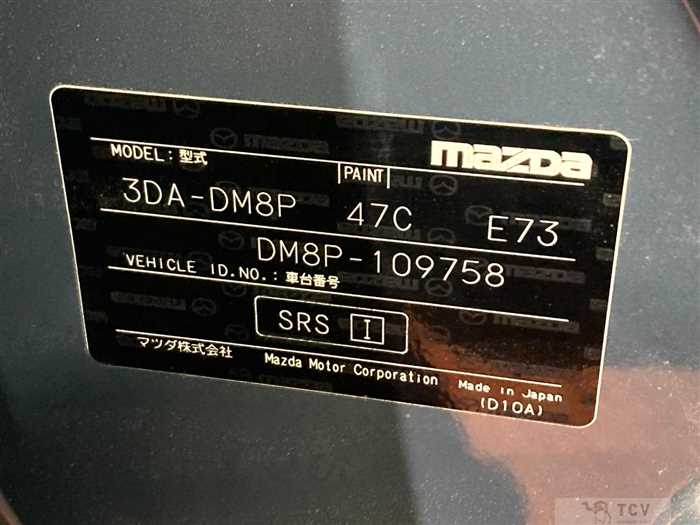 mazda
MODEL: 型式
PAINT
3DA-DM8P 47C E73
DM8P-109758
VEHICLE ID.NO.: 車台番号
SRS I
マツダ株式会社 Mazda Motor Corporation Made in Japan
(D10A)
TCV